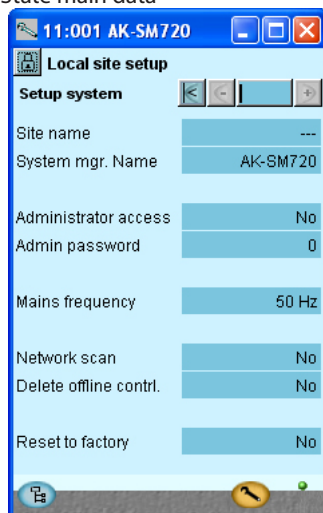 State main data
11:001 AK-SM720
Local site setup
Setup system
Site name ---
System mgr. Name AK-SM720
Administrator access No
Admin password 0
Mains frequency 50 Hz
Network scan No
Delete offline contrl. No
Reset to factory No